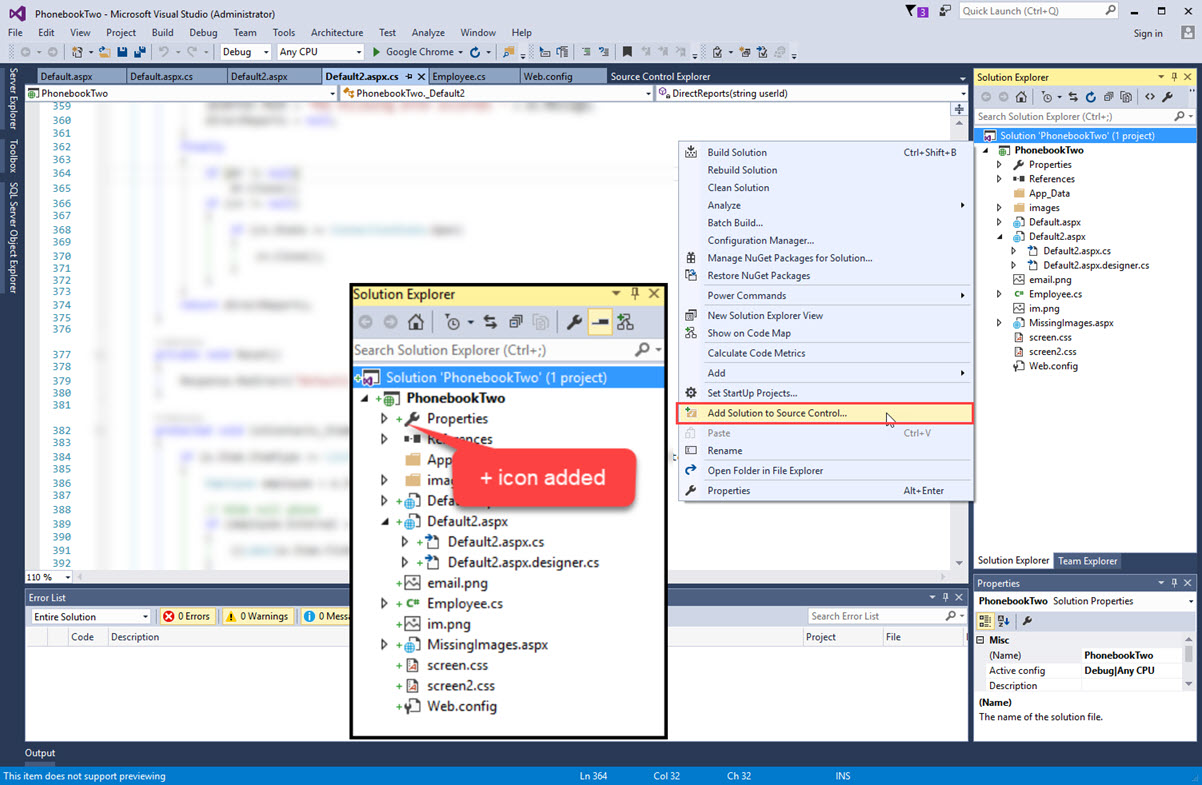 PhonebookTwo - Microsoft Visual Studio (Administrator)
3
Quick Launch (Ctrl+Q)
File Edit View Project Build Debug Team Tools Architecture Test Analyze Window Help
Sign in
Debug Any CPU Google Chrome
Server Explorer
Toolbox
SQL Server Object Explorer
Default.aspx Default.aspx.cs Default2.aspx Default2.aspx.cs Employee.cs Web.config Source Control Explorer
PhonebookTwo PhonebookTwo._Default2 DirectReports(string userId)
359
360
361
362
363
364
365
366
367
368
369
370
371
372
373
374
375
376
377
378
379
380
381
382
383
384
385
386
387
388
389
390
391
392
110 %
Build Solution Ctrl+Shift+B
Rebuild Solution
Clean Solution
Analyze
Batch Build...
Configuration Manager...
Manage NuGet Packages for Solution...
Restore NuGet Packages
Power Commands
New Solution Explorer View
Show on Code Map
Calculate Code Metrics
Add
Set StartUp Projects...
Add Solution to Source Control...
Paste Ctrl+V
Rename
Open Folder in File Explorer
Properties Alt+Enter
Solution Explorer
Search Solution Explorer (Ctrl+;)
Solution 'PhonebookTwo' (1 project)
PhonebookTwo
Properties
References
App
ima
Defa
Default2.aspx
Default2.aspx.cs
Default2.aspx.designer.cs
email.png
C# Employee.cs
im.png
MissingImages.aspx
screen.css
screen2.css
Web.config
+ icon added
Solution Explorer
Search Solution Explorer (Ctrl+;)
Solution 'PhonebookTwo' (1 project)
PhonebookTwo
Properties
References
App_Data
images
Default.aspx
Default2.aspx
Default2.aspx.cs
Default2.aspx.designer.cs
email.png
C# Employee.cs
im.png
MissingImages.aspx
screen.css
screen2.css
Web.config
Solution Explorer Team Explorer
Properties
PhonebookTwo Solution Properties
Misc
(Name) PhonebookTwo
Active config Debug|Any CPU
Description
(Name)
The name of the solution file.
Error List
Entire Solution 0 Errors 0 Warnings 0 Messa
Search Error List
Code Description Project File
Output
This item does not support previewing Ln 364 Col 32 Ch 32 INS